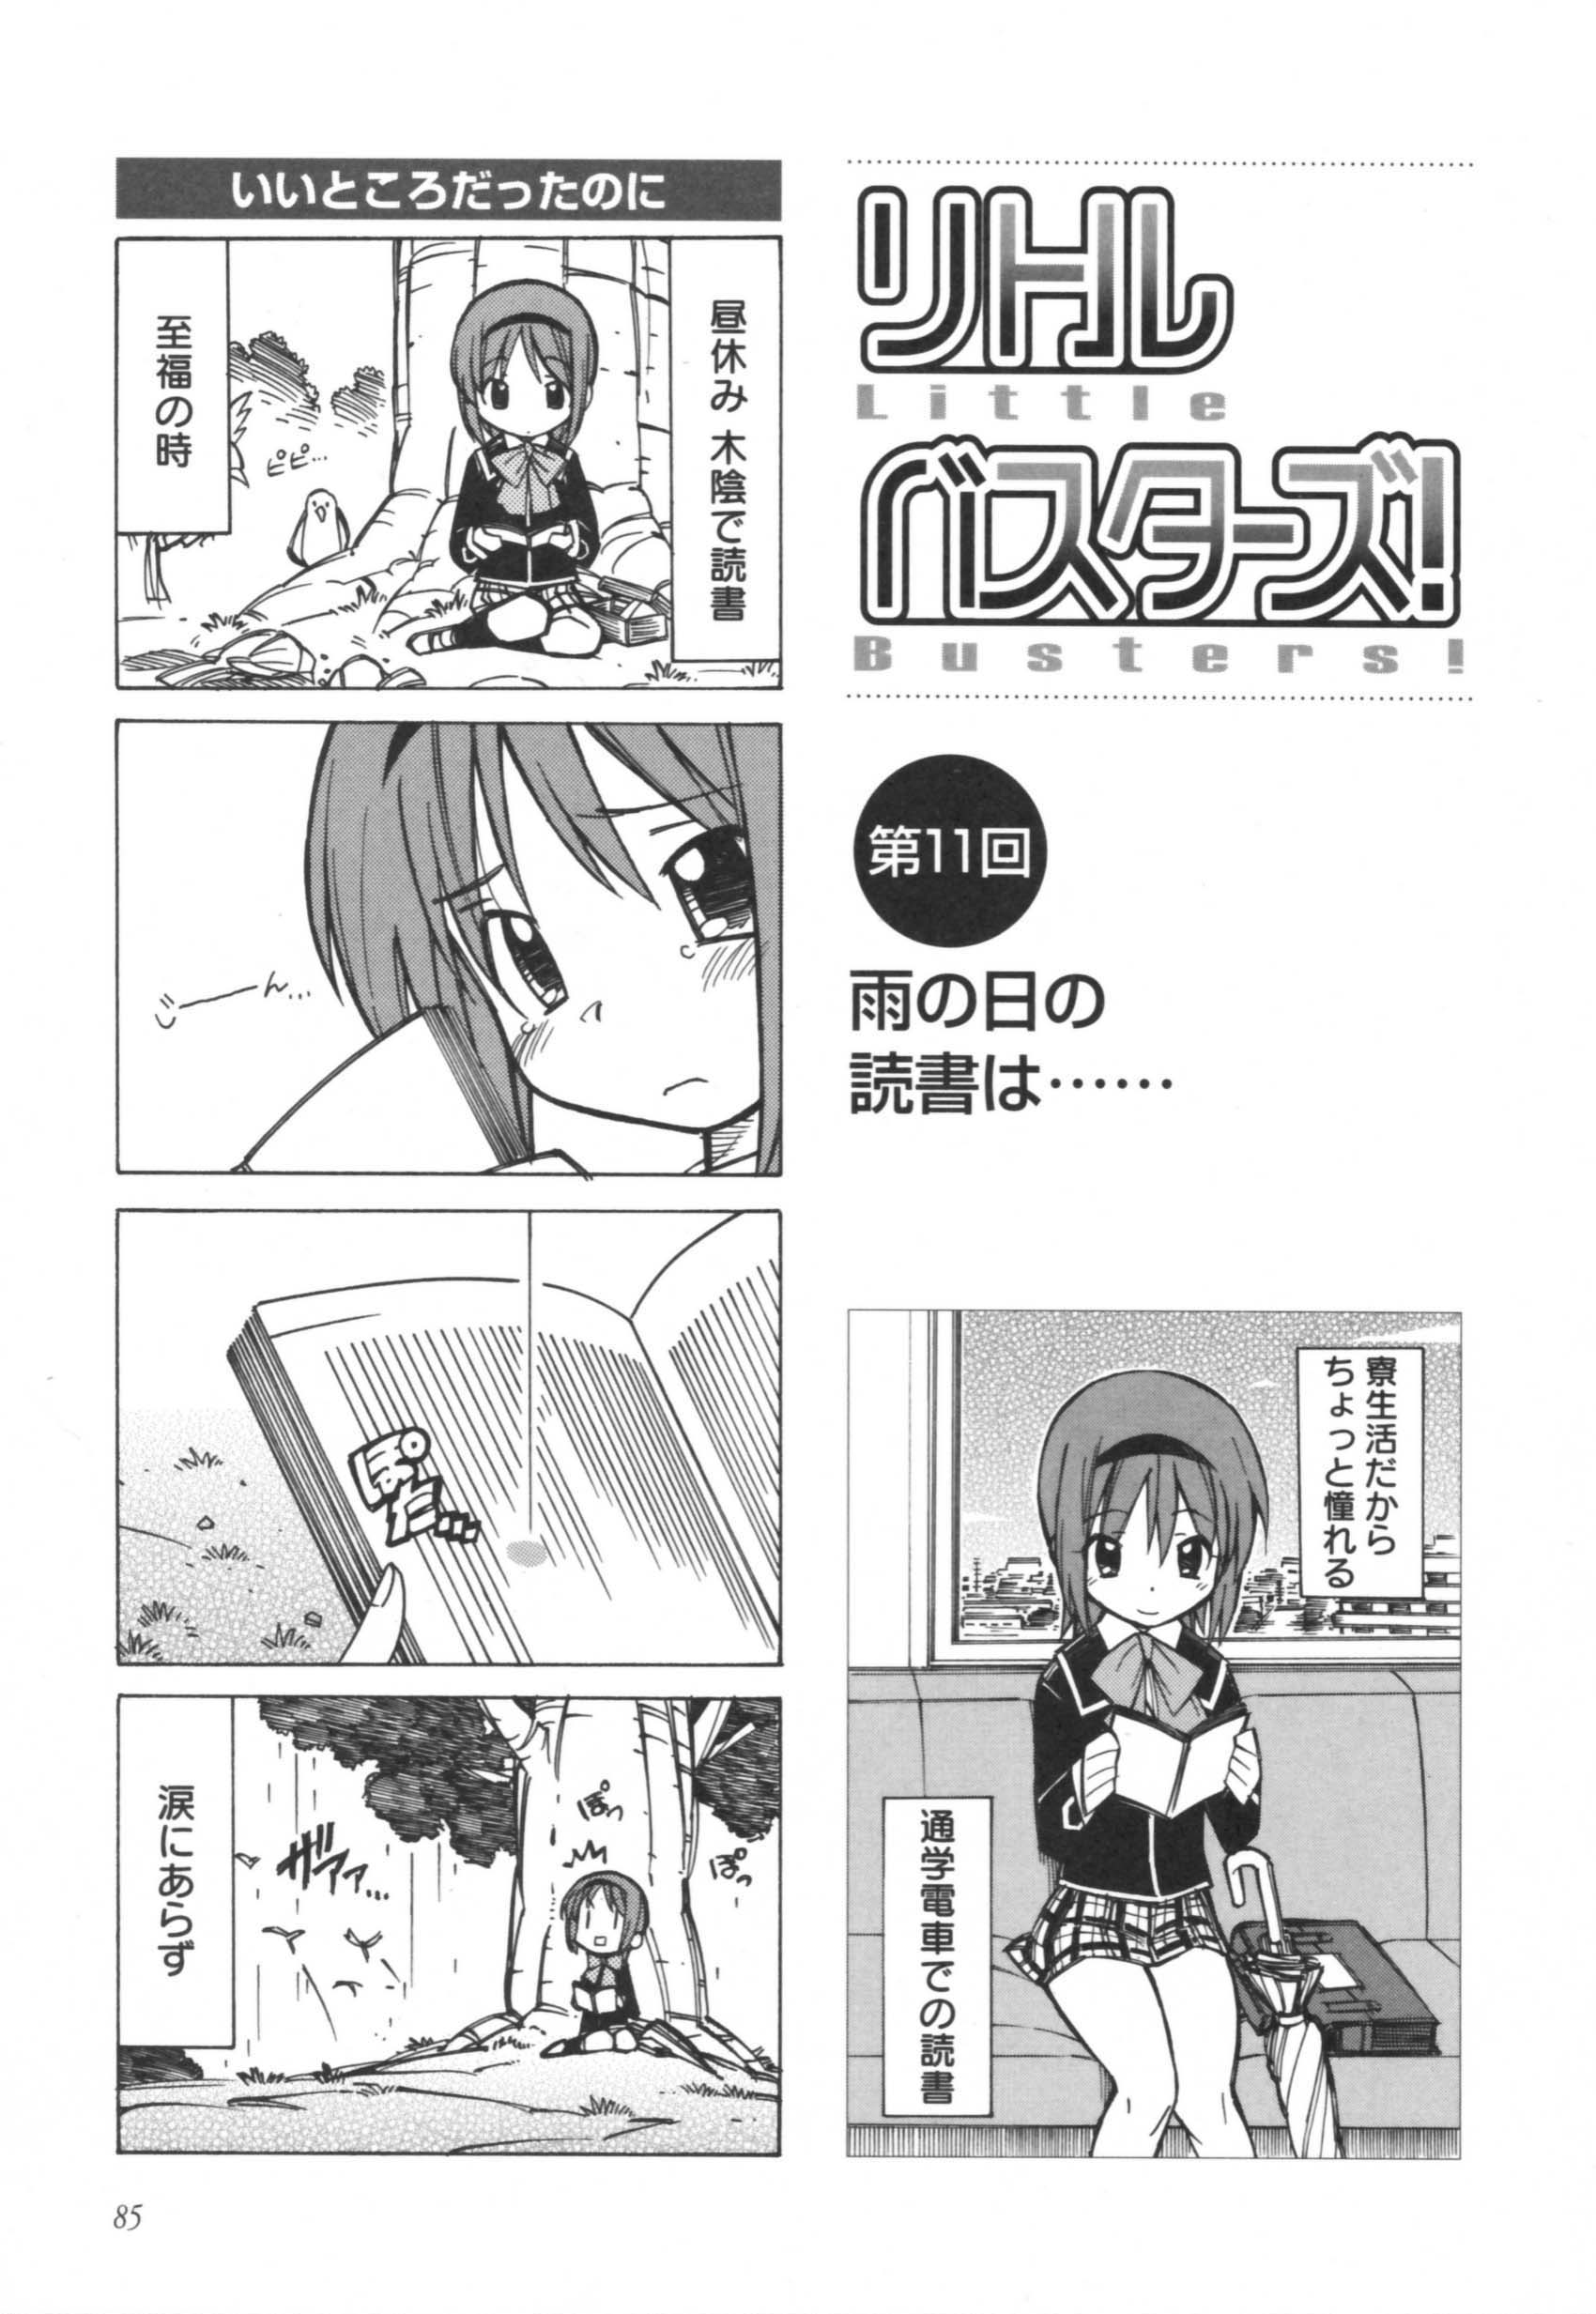 リトル
Little
バスターズ!
Busters!
第11回
雨の日の
読書は……
寮生活だから
ちょっと憧れる
通学電車での読書
いいところだったのに
昼休み 木陰で読書
ピピ…
至福の時
じーん…
ぽた…
ぽっ
ぽっ
ザアァァ…
涙にあらず
85